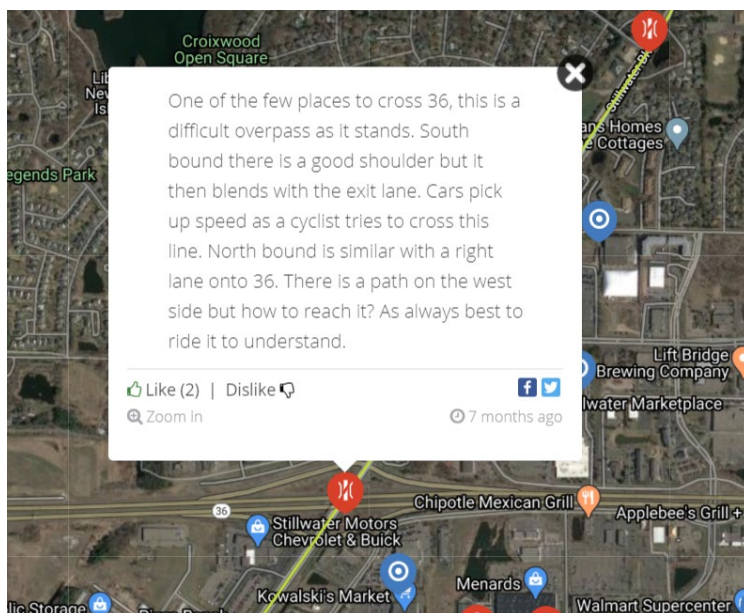 Croixwood
Open Square
One of the few places to cross 36, this is a
difficult overpass as it stands. South
bound there is a good shoulder but it
then blends with the exit lane. Cars pick
up speed as a cyclist tries to cross this
line. North bound is similar with a right
lane onto 36. There is a path on the west
side but how to reach it? As always best to
ride it to understand.
Like (2) | Dislike
Zoom In
7 months ago
egends Park
Homes
Cottages
Lift Bridge
Brewing Company
lwater Marketplace
36
Chipotle Mexican Grill
Applebee's Grill +
Stillwater Motors
Chevrolet & Buick
Kowalski's Market
Menards
Walmart Supercenter
lic Storage